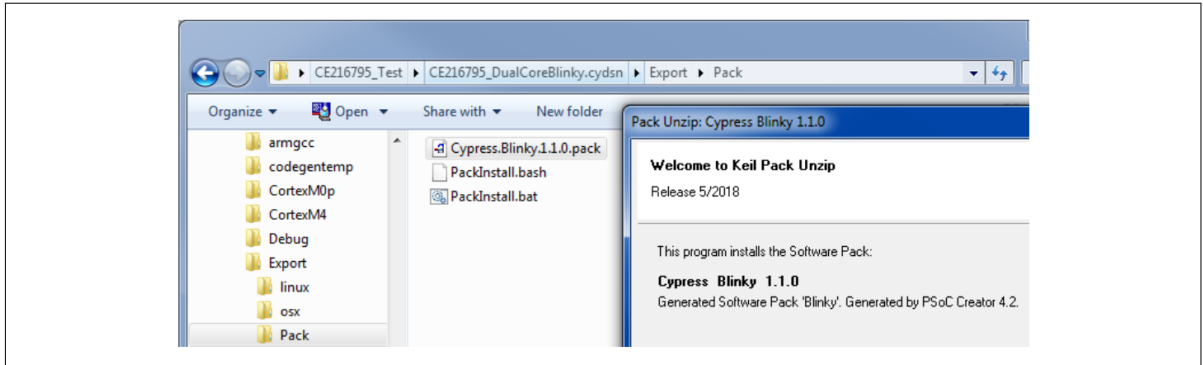 CE216795_Test CE216795_DualCoreBlinky.cydsn Export Pack
Organize Open Share with New folder
armgcc
codegentemp
CortexM0p
CortexM4
Debug
Export
linux
osx
Pack
Cypress.Blinky.1.1.0.pack
PackInstall.bash
PackInstall.bat
Pack Unzip: Cypress Blinky 1.1.0
Welcome to Keil Pack Unzip
Release 5/2018
This program installs the Software Pack:
Cypress Blinky 1.1.0
Generated Software Pack 'Blinky'. Generated by PSoC Creator 4.2.